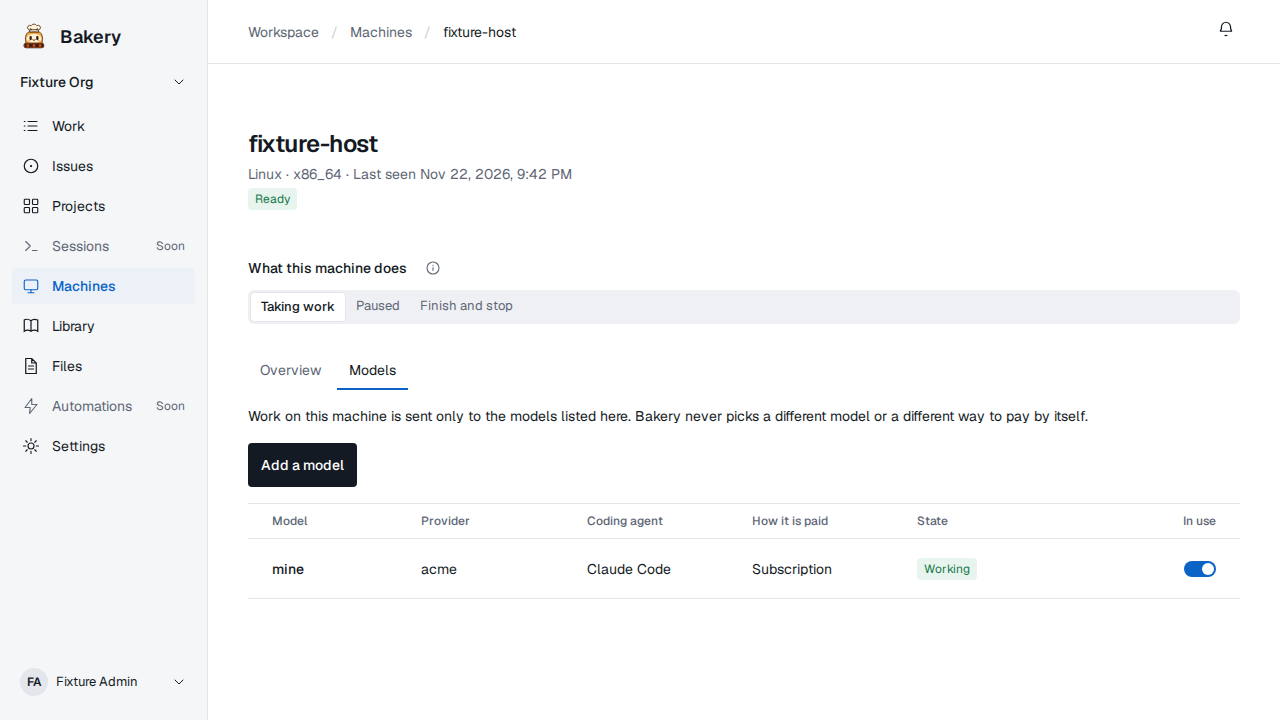 Bakery
Fixture Org
Work
Issues
Projects
Sessions Soon
Machines
Library
Files
Automations Soon
Settings
FA Fixture Admin
Workspace / Machines / fixture-host
fixture-host
Linux · x86_64 · Last seen Nov 22, 2026, 9:42 PM
Ready
What this machine does
Taking work Paused Finish and stop
Overview Models
Work on this machine is sent only to the models listed here. Bakery never picks a different model or a different way to pay by itself.
Add a model
Model Provider Coding agent How it is paid State In use
mine acme Claude Code Subscription Working